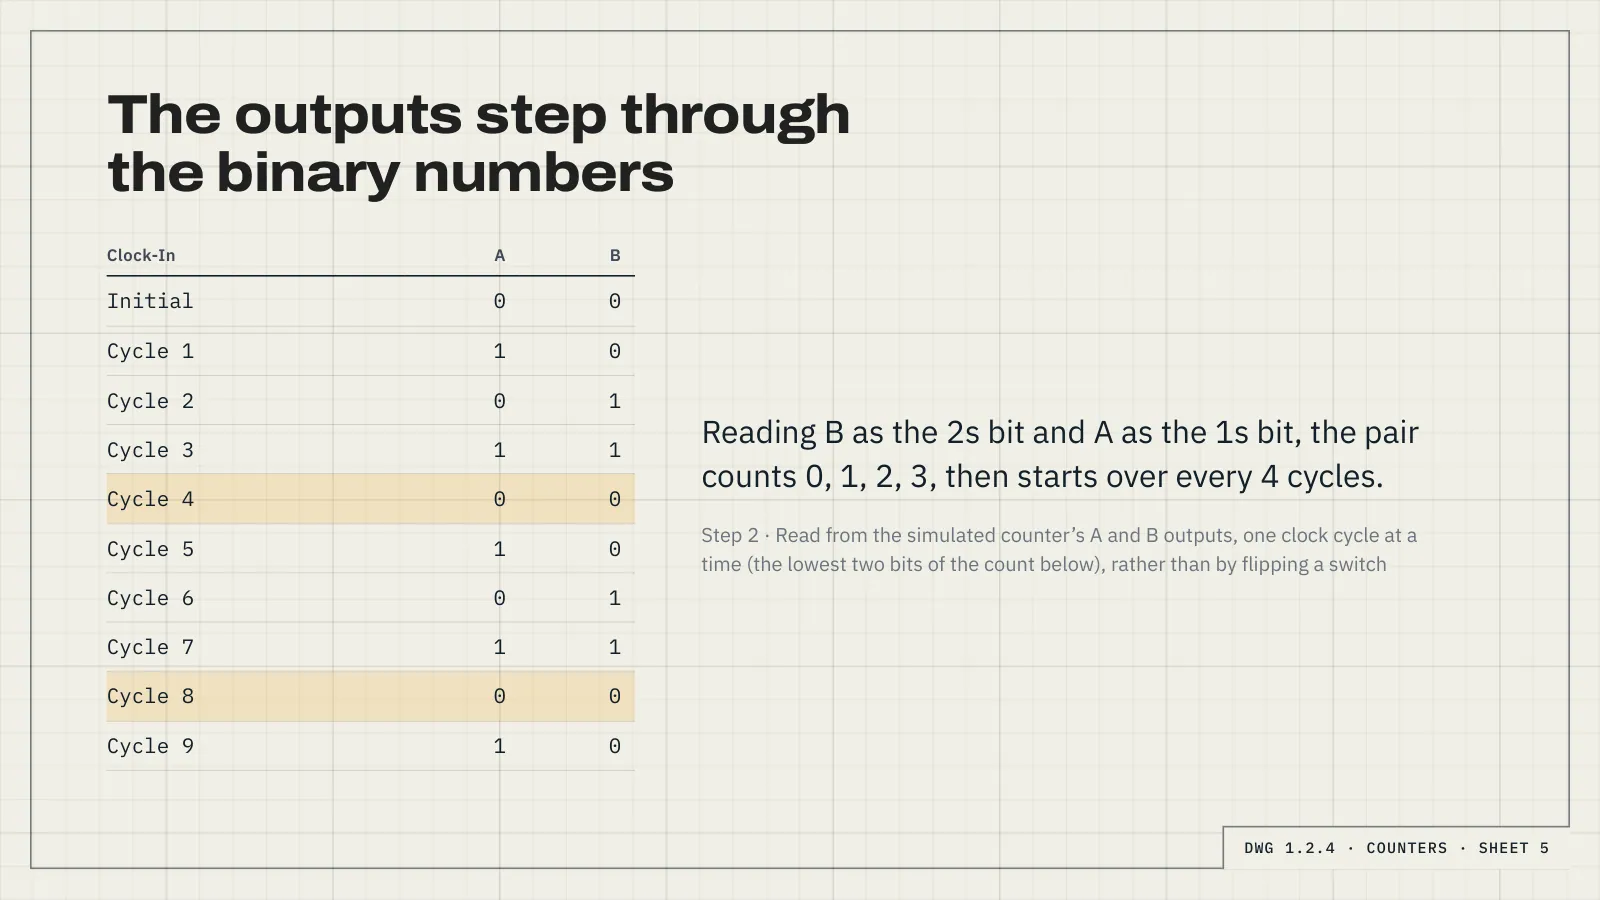 The outputs step through
the binary numbers
Clock-In A B
Initial 0 0
Cycle 1 1 0
Cycle 2 0 1
Cycle 3 1 1
Cycle 4 0 0
Cycle 5 1 0
Cycle 6 0 1
Cycle 7 1 1
Cycle 8 0 0
Cycle 9 1 0
Reading B as the 2s bit and A as the 1s bit, the pair
counts 0, 1, 2, 3, then starts over every 4 cycles.
Step 2 · Read from the simulated counter’s A and B outputs, one clock cycle at a
time (the lowest two bits of the count below), rather than by flipping a switch
DWG 1.2.4 · COUNTERS · SHEET 5